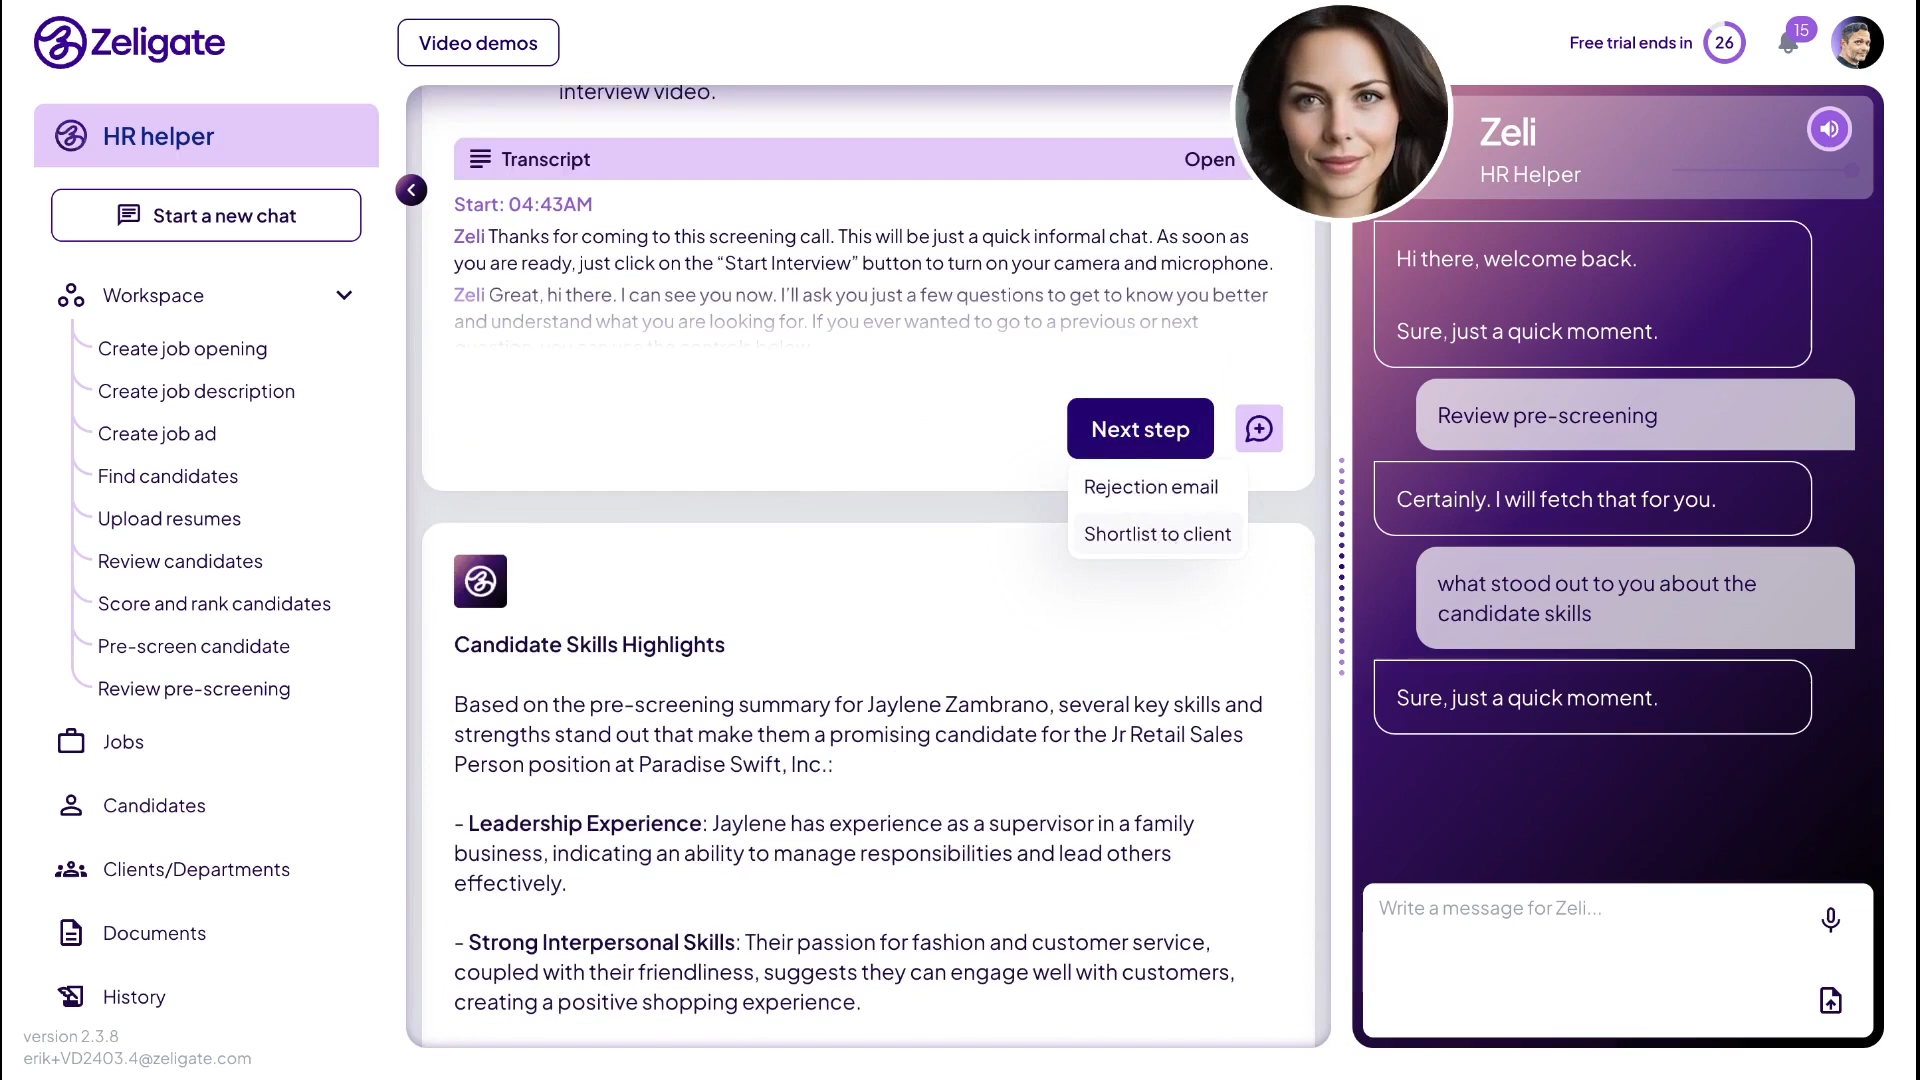 Zeligate
Video demos
Free trial ends in
26
15
HR helper
Start a new chat
Workspace
Create job opening
Create job description
Create job ad
Find candidates
Upload resumes
Review candidates
Score and rank candidates
Pre-screen candidate
Review pre-screening
Jobs
Candidates
Clients/Departments
Documents
History
version 2.3.8
erik+VD2403.4@zeligate.com
interview video.
Transcript
Open
Start: 04:43AM
Zeli Thanks for coming to this screening call. This will be just a quick informal chat. As soon as
you are ready, just click on the “Start Interview” button to turn on your camera and microphone.
Zeli Great, hi there. I can see you now. I’ll ask you just a few questions to get to know you better
and understand what you are looking for. If you ever wanted to go to a previous or next
question, you can use the controls below.
Next step
Rejection email
Shortlist to client
Candidate Skills Highlights
Based on the pre-screening summary for Jaylene Zambrano, several key skills and
strengths stand out that make them a promising candidate for the Jr Retail Sales
Person position at Paradise Swift, Inc.:
- Leadership Experience: Jaylene has experience as a supervisor in a family
business, indicating an ability to manage responsibilities and lead others
effectively.
- Strong Interpersonal Skills: Their passion for fashion and customer service,
coupled with their friendliness, suggests they can engage well with customers,
creating a positive shopping experience.
Zeli
HR Helper
Hi there, welcome back.
Sure, just a quick moment.
Review pre-screening
Certainly. I will fetch that for you.
what stood out to you about the
candidate skills
Sure, just a quick moment.
Write a message for Zeli...